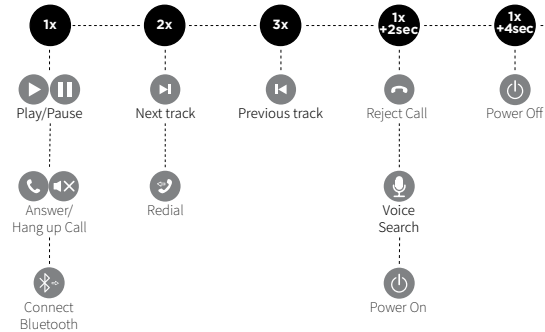 1x
2x
3x
1x
+2sec
1x
+4sec
Play/Pause
Next track
Previous track
Reject Call
Power Off
Answer/
Hang up Call
Redial
Voice
Search
Connect
Bluetooth
Power On